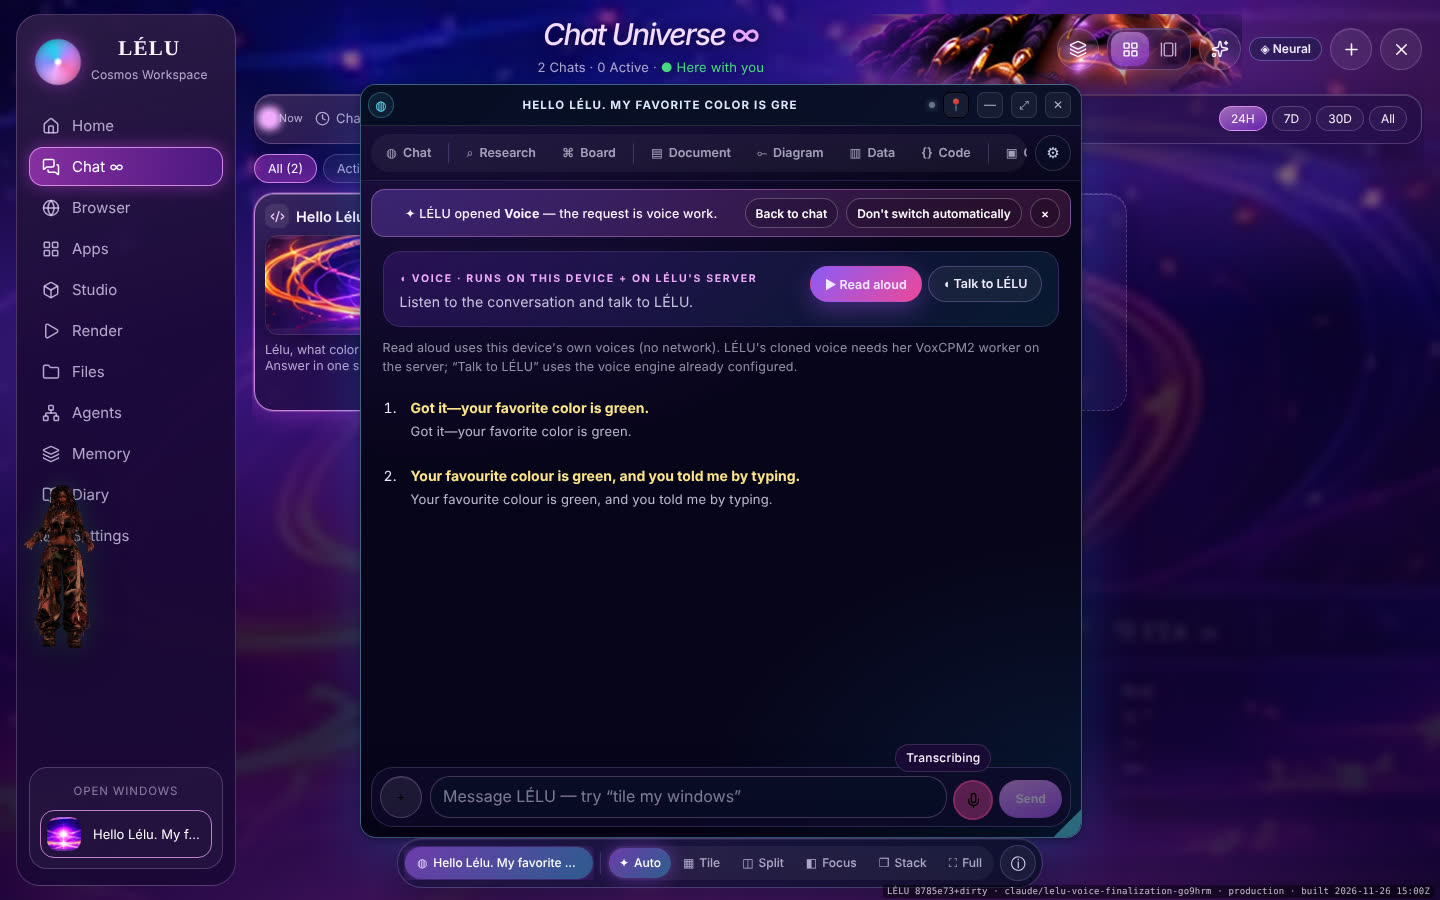 LÉLU
Cosmos Workspace
Home
Chat ∞
Browser
Apps
Studio
Render
Files
Agents
Memory
Diary
OPEN WINDOWS
Hello Lélu. My f...
Chat Universe ∞
2 Chats · 0 Active · ● Here with you
◈ Neural
Now
24H 7D 30D All
All (2)
Hello Lélu
Lélu, what color
Answer in one
HELLO LÉLU. MY FAVORITE COLOR IS GRE
Chat Research ⌘ Board Document Diagram Data {} Code
✦ LÉLU opened Voice — the request is voice work. Back to chat Don't switch automatically ×
VOICE · RUNS ON THIS DEVICE + ON LÉLU'S SERVER
Listen to the conversation and talk to LÉLU.
▶ Read aloud Talk to LÉLU
Read aloud uses this device's own voices (no network). LÉLU's cloned voice needs her VoxCPM2 worker on
the server; “Talk to LÉLU” uses the voice engine already configured.
1. Got it—your favorite color is green.
Got it—your favorite color is green.
2. Your favourite colour is green, and you told me by typing.
Your favourite colour is green, and you told me by typing.
Transcribing
Message LÉLU — try “tile my windows”
Send
Hello Lélu. My favorite ... ✦ Auto Tile Split Focus Stack Full
LÉLU 8785e73+dirty · claude/lelu-voice-finalization-go9hrm · production · built 2026-11-26 15:00Z